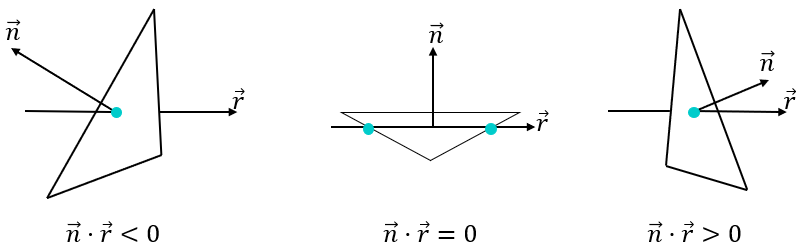 n⃗
r⃗
n⃗
r⃗
n⃗
r⃗
n⃗ · r⃗ < 0
n⃗ · r⃗ = 0
n⃗ · r⃗ > 0